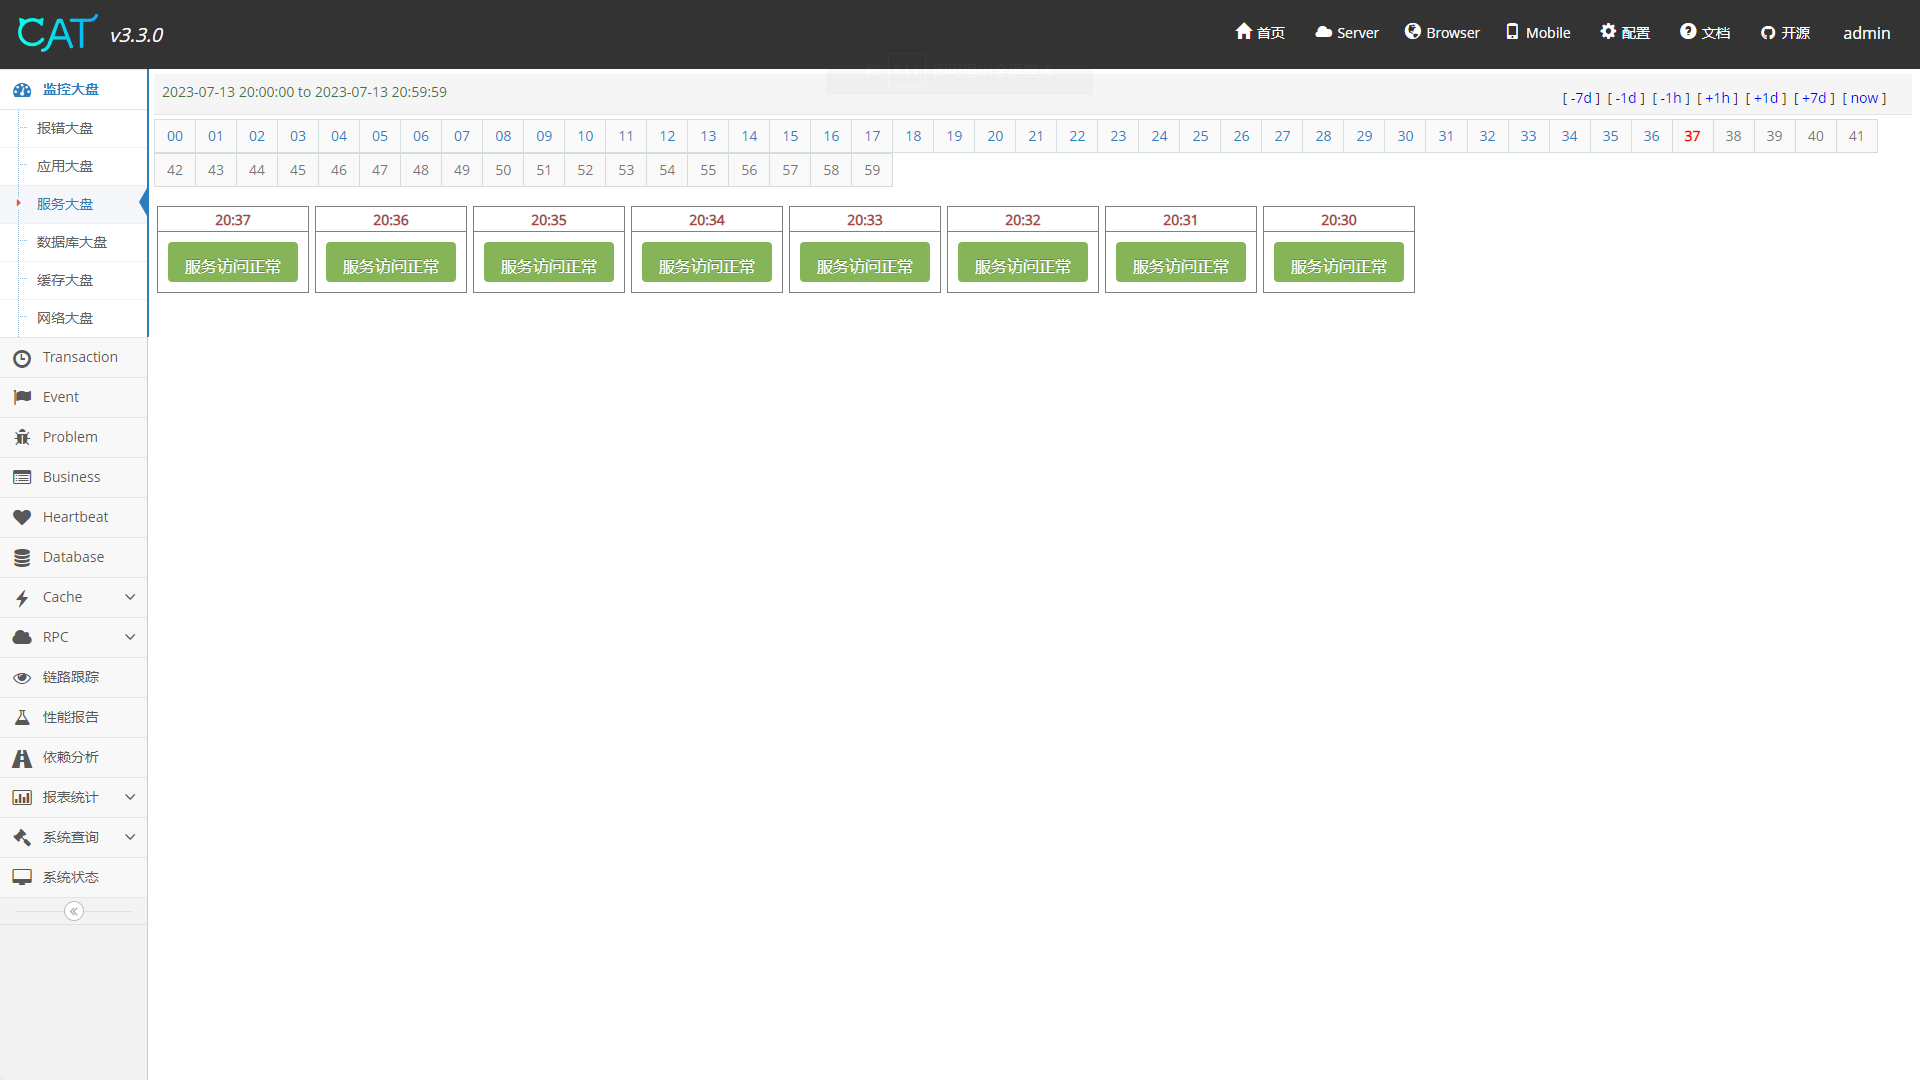 CAT v3.3.0
首页 Server Browser Mobile 配置 文档 开源 admin
监控大盘
报错大盘
应用大盘
服务大盘
数据库大盘
缓存大盘
网络大盘
Transaction
Event
Problem
Business
Heartbeat
Database
Cache
RPC
链路跟踪
性能报告
依赖分析
报表统计
系统查询
系统状态
2023-07-13 20:00:00 to 2023-07-13 20:59:59
[ -7d ] [ -1d ] [ -1h ] [ +1h ] [ +1d ] [ +7d ] [ now ]
00 01 02 03 04 05 06 07 08 09 10 11 12 13 14 15 16 17 18 19 20 21 22 23 24 25 26 27 28 29 30 31 32 33 34 35 36 37 38 39 40 41
42 43 44 45 46 47 48 49 50 51 52 53 54 55 56 57 58 59
20:37 20:36 20:35 20:34 20:33 20:32 20:31 20:30
服务访问正常 服务访问正常 服务访问正常 服务访问正常 服务访问正常 服务访问正常 服务访问正常 服务访问正常